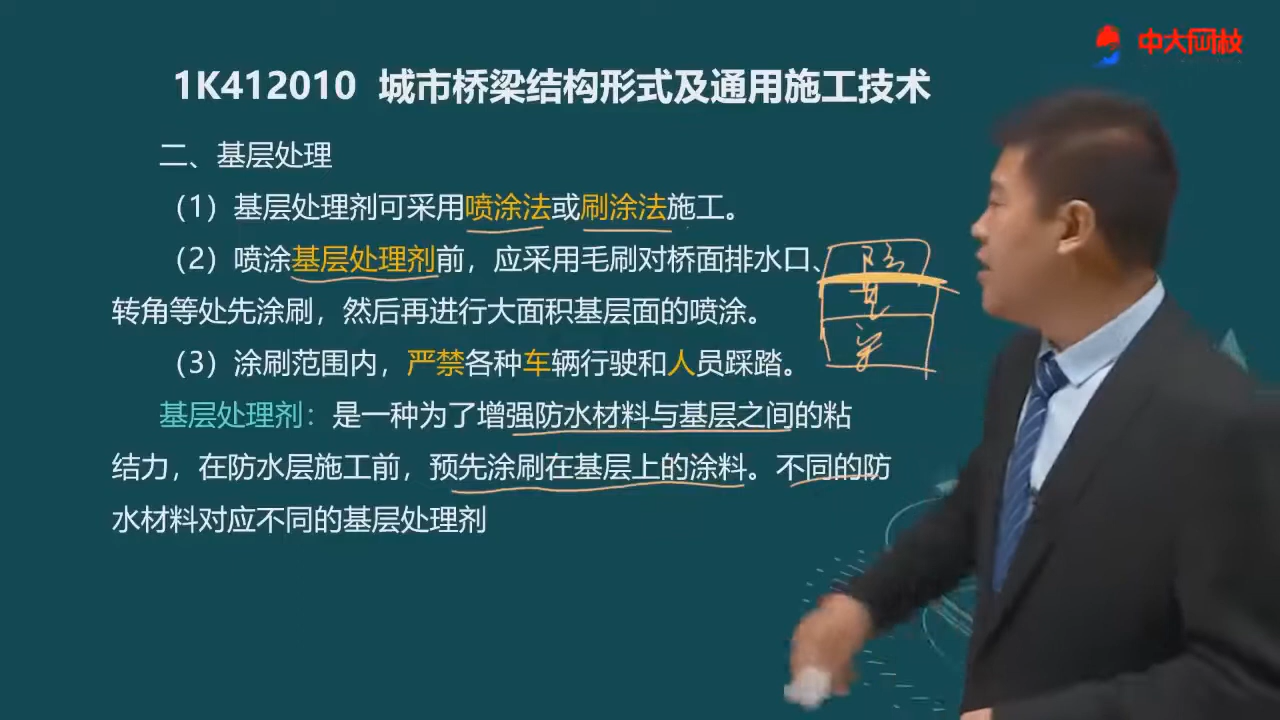 中大网校
1K412010 城市桥梁结构形式及通用施工技术
二、基层处理
（1）基层处理剂可采用喷涂法或刷涂法施工。
（2）喷涂基层处理剂前，应采用毛刷对桥面排水口、
转角等处先涂刷，然后再进行大面积基层面的喷涂。
（3）涂刷范围内，严禁各种车辆行驶和人员踩踏。
基层处理剂：是一种为了增强防水材料与基层之间的粘
结力，在防水层施工前，预先涂刷在基层上的涂料。不同的防
水材料对应不同的基层处理剂